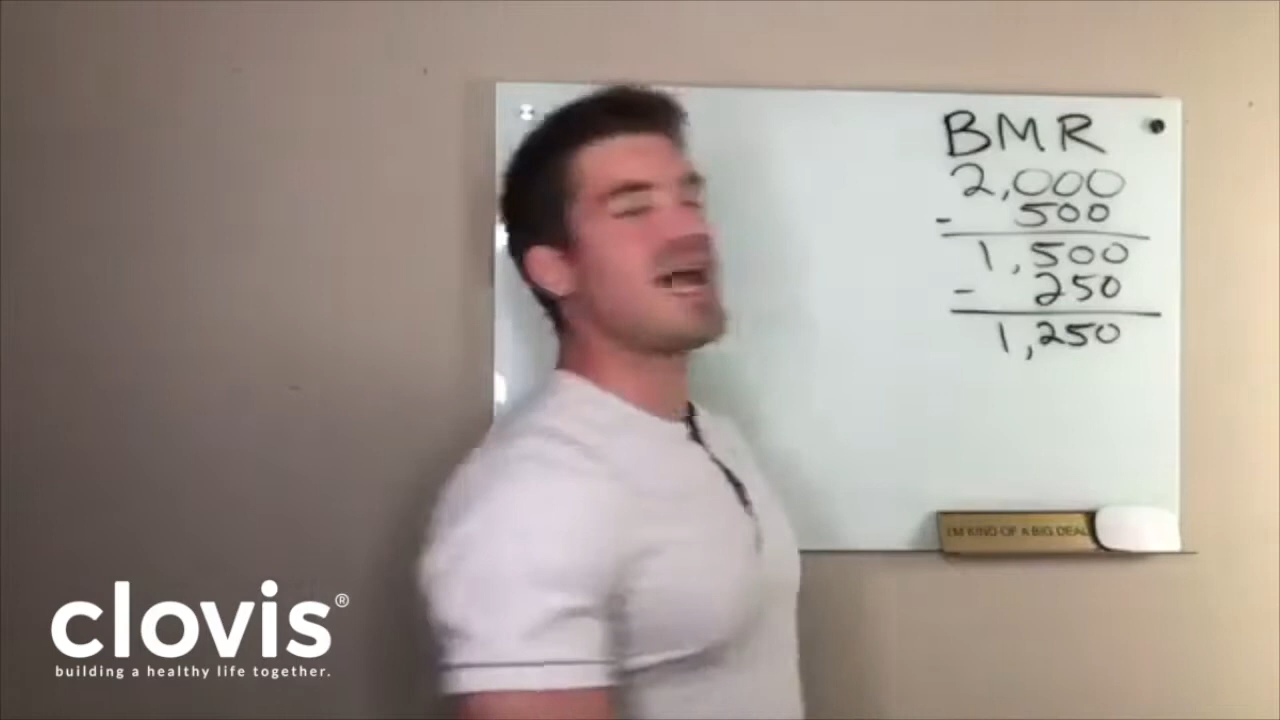 BMR
2,000
- 500
1,500
- 250
1,250
I'M KIND OF A BIG DEAL
clovis®
building a healthy life together.